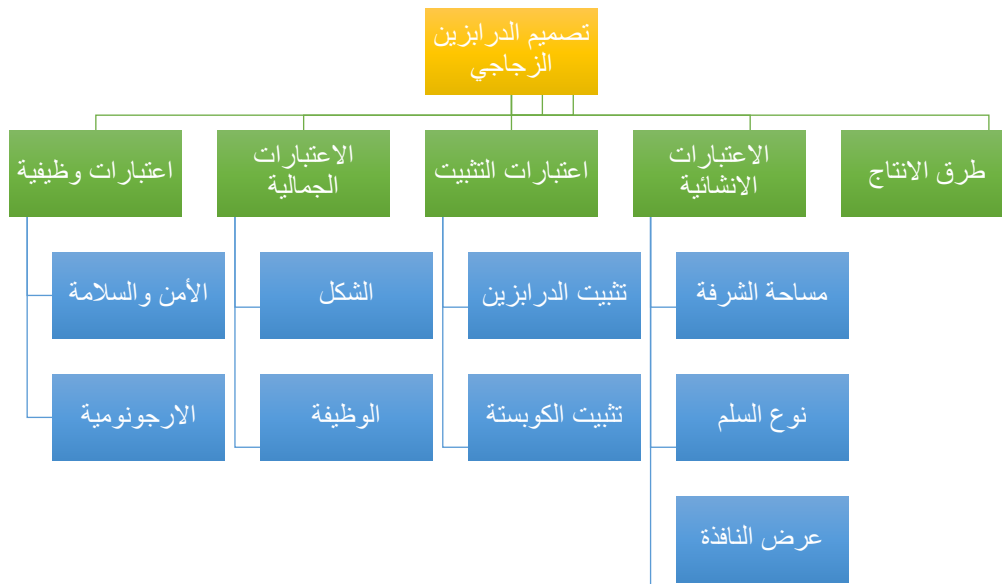 تصميم الدرابزين
الزجاجي
طرق الانتاج
الاعتبارات
الانشائية
اعتبارات التثبيت
الاعتبارات
الجمالية
اعتبارات وظيفية
مساحة الشرفة
تثبيت الدرابزين
الشكل
الأمن والسلامة
نوع السلم
تثبيت الكوبستة
الوظيفة
الارجونومية
عرض النافذة